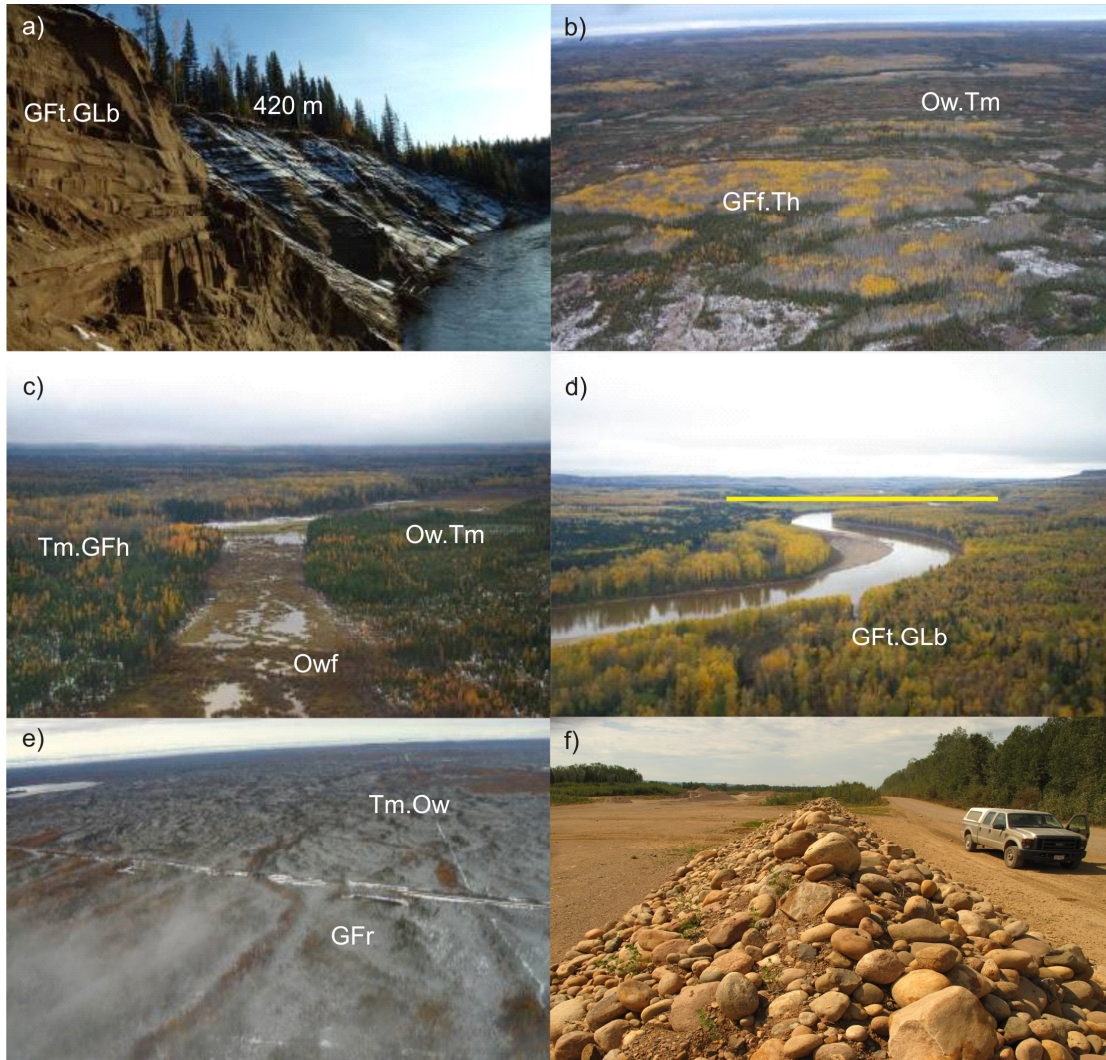 a)
GFt.GLb
420 m
b)
Ow.Tm
GFf.Th
c)
Tm.GFh
Ow.Tm
Owf
d)
GFt.GLb
e)
Tm.Ow
GFr
f)